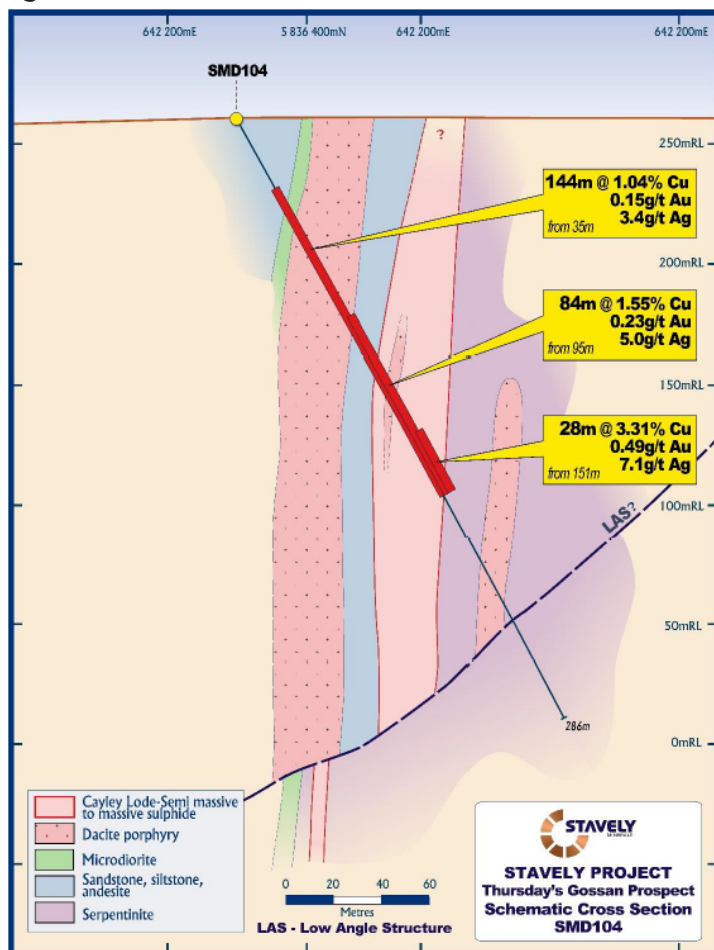 642 200mE
5 836 400mN
642 200mE
642 200mE
SMD104
?
250mRL
144m @ 1.04% Cu
0.15g/t Au
from 35m
3.4g/t Ag
200mRL
84m @ 1.55% Cu
0.23g/t Au
from 95m
5.0g/t Ag
150mRL
28m @ 3.31% Cu
0.49g/t Au
from 151m
7.1g/t Ag
100mRL
LAS?
50mRL
286m
0mRL
Cayley Lode-Semi massive
to massive sulphide
Dacite porphyry
Microdiorite
Sandstone, siltstone,
andesite
Serpentinite
0 20 40 60
Metres
LAS - Low Angle Structure
STAVELY
MINERALS
STAVELY PROJECT
Thursday's Gossan Prospect
Schematic Cross Section
SMD104